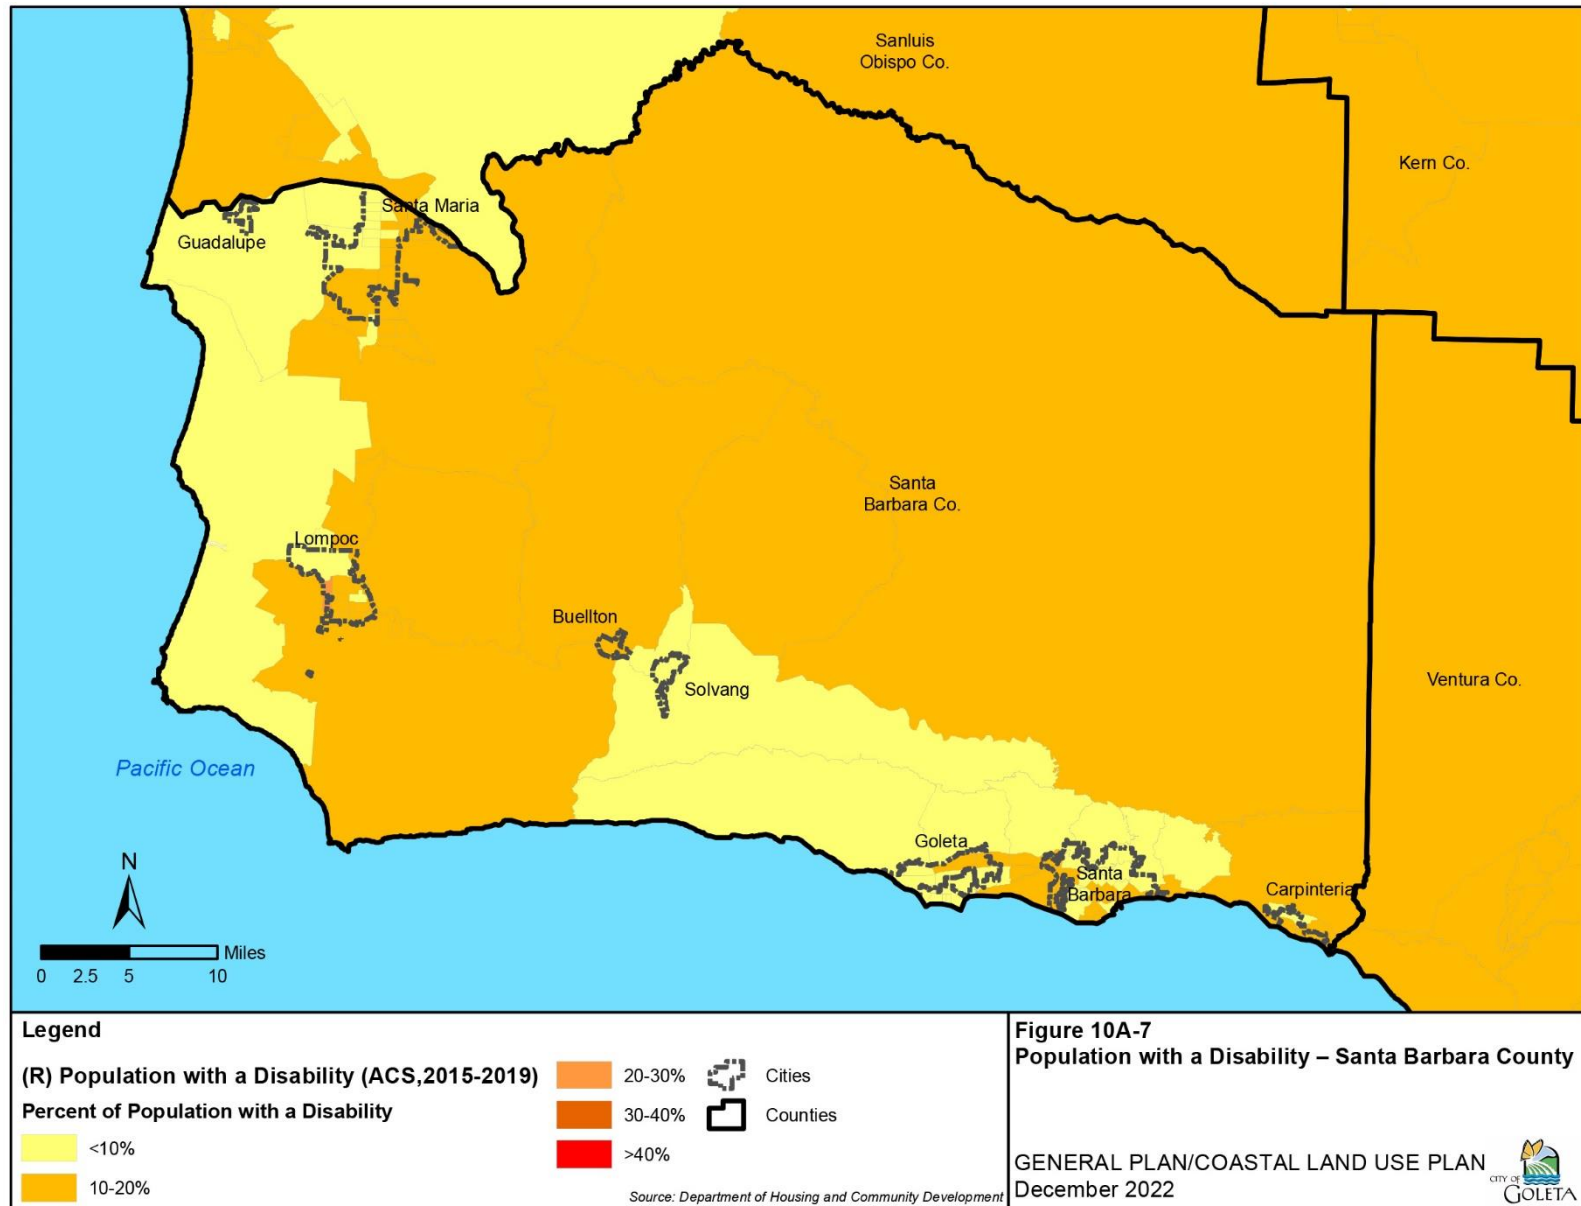 Sanluis
Obispo Co.
Kern Co.
Santa Maria
Guadalupe
Santa
Barbara Co.
Lompoc
Buellton
Solvang
Ventura Co.
Pacific Ocean
Goleta
Santa
Barbara
Carpinteria
N
Miles
0 2.5 5 10
Legend
(R) Population with a Disability (ACS,2015-2019)
Percent of Population with a Disability
<10%
10-20%
20-30%
30-40%
>40%
Cities
Counties
Source: Department of Housing and Community Development
Figure 10A-7
Population with a Disability – Santa Barbara County
GENERAL PLAN/COASTAL LAND USE PLAN
December 2022
CITY OF
GOLETA